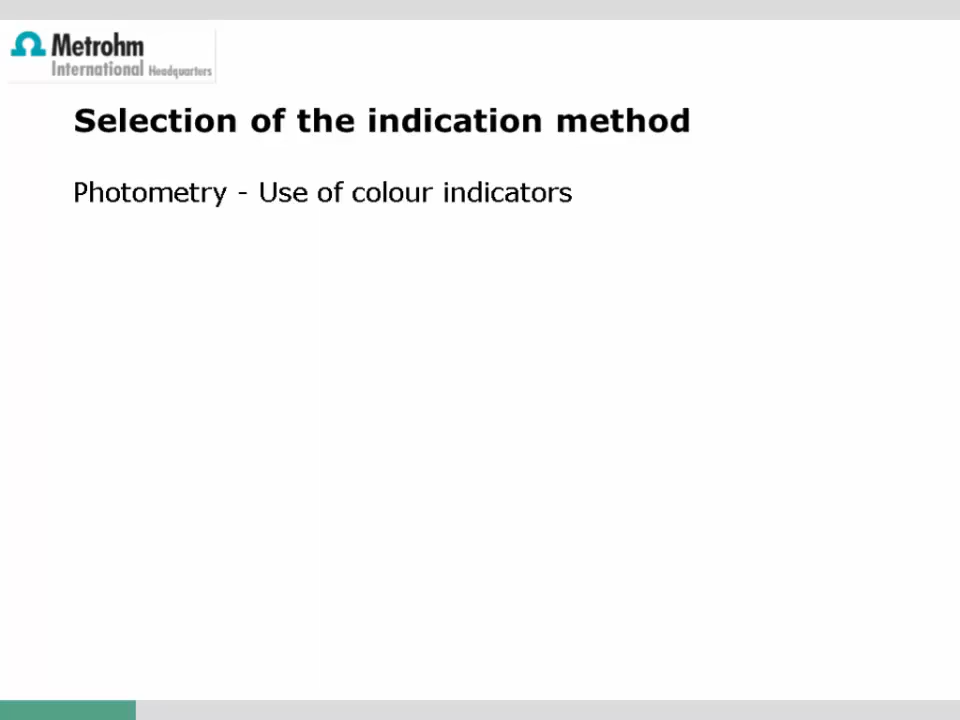 Metrohm
International Headquarters
Selection of the indication method
Photometry - Use of colour indicators